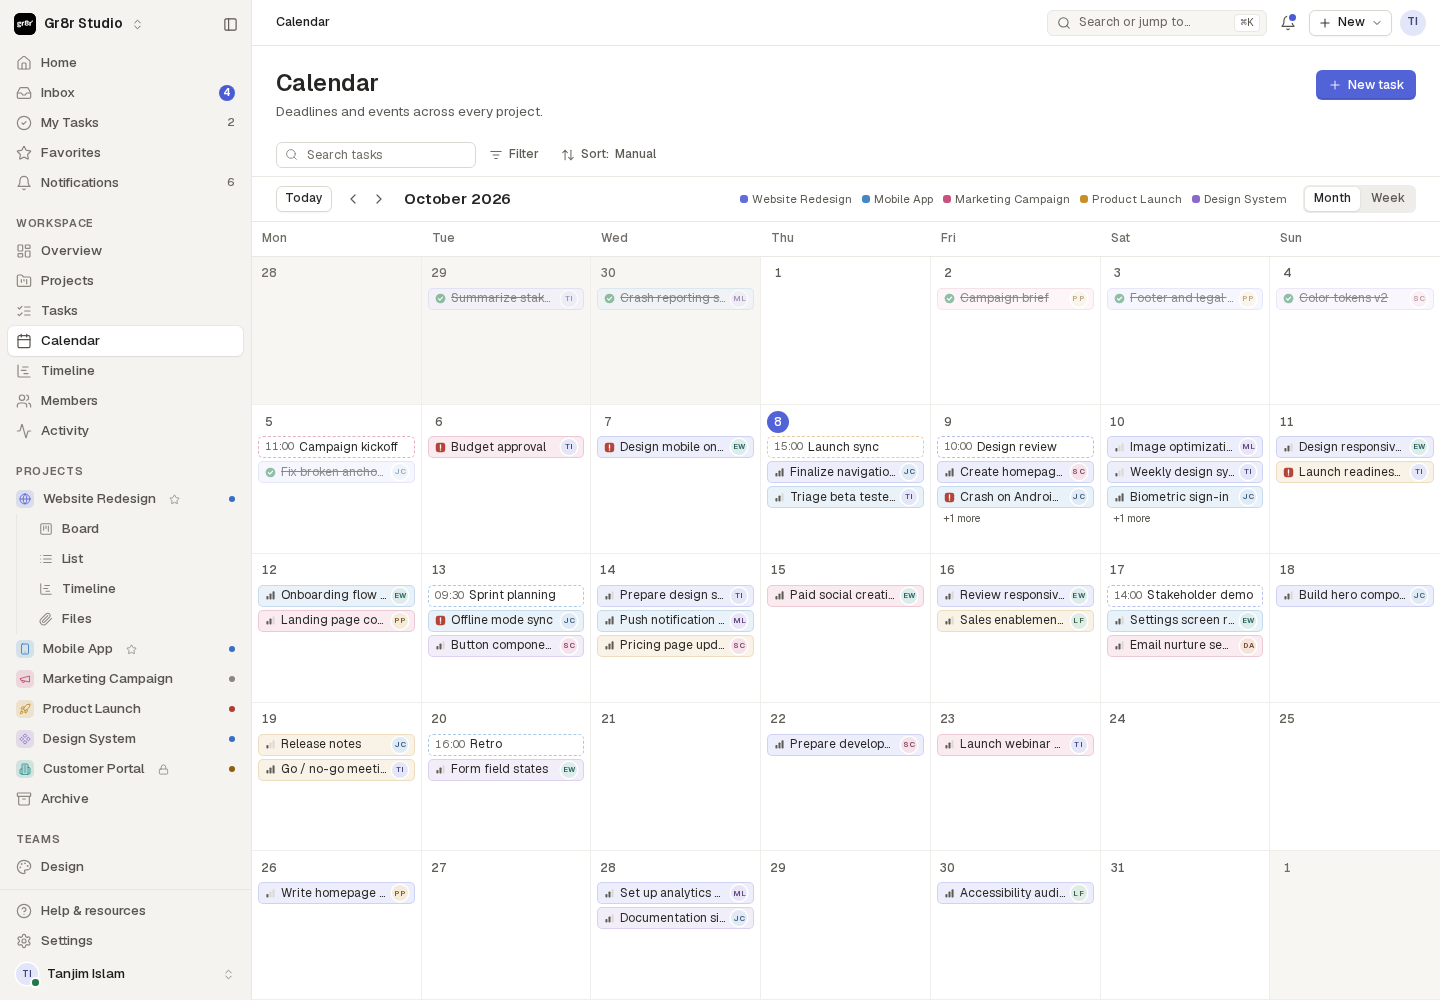 gr8r Gr8r Studio
Home
Inbox 4
My Tasks 2
Favorites
Notifications 6
WORKSPACE
Overview
Projects
Tasks
Calendar
Timeline
Members
Activity
PROJECTS
Website Redesign
Board
List
Timeline
Files
Mobile App
Marketing Campaign
Product Launch
Design System
Customer Portal
Archive
TEAMS
Design
Help & resources
Settings
TI Tanjim Islam
Calendar
Search or jump to... ⌘K
New
TI
Calendar
New task
Deadlines and events across every project.
Search tasks
Filter
Sort: Manual
Today
October 2026
Website Redesign Mobile App Marketing Campaign Product Launch Design System
Month Week
Mon Tue Wed Thu Fri Sat Sun
28
29
Summarize stak... TI
30
Crash reporting s... ML
1
2
Campaign brief PP
3
Footer and legal ... PP
4
Color tokens v2 SC
5
11:00 Campaign kickoff
Fix broken ancho... JC
6
Budget approval TI
7
Design mobile on... EW
8
15:00 Launch sync
Finalize navigatio... JC
Triage beta teste... TI
9
10:00 Design review
Create homepag... SC
Crash on Androi... JC
+1 more
10
Image optimizati... ML
Weekly design sy... TI
Biometric sign-in JC
+1 more
11
Design responsiv... EW
Launch readines... TI
12
Onboarding flow ... EW
Landing page co... PP
13
09:30 Sprint planning
Offline mode sync JC
Button compone... SC
14
Prepare design s... TI
Push notification ... ML
Pricing page upd... SC
15
Paid social creati... EW
16
Review responsiv... EW
Sales enablemen... LF
17
14:00 Stakeholder demo
Settings screen r... EW
Email nurture se... DA
18
Build hero compo... JC
19
Release notes JC
Go / no-go meeti... TI
20
16:00 Retro
Form field states EW
21
22
Prepare develop... SC
23
Launch webinar ... TI
24
25
26
Write homepage ... PP
27
28
Set up analytics ... ML
Documentation si... JC
29
30
Accessibility audi... LF
31
1